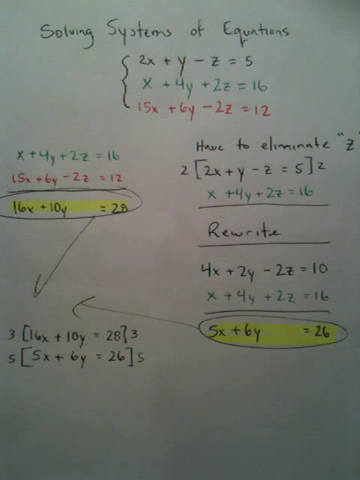 Solving Systems of Equations
2x + y - z = 5
x + 4y + 2z = 16
15x + 6y - 2z = 12
x + 4y + 2z = 16
15x + 6y - 2z = 12
16x + 10y = 28
Have to eliminate "z
2[2x + y - z = 5]2
x + 4y + 2z = 16
Rewrite
4x + 2y - 2z = 10
x + 4y + 2z = 16
5x + 6y = 26
3[16x + 10y = 28]3
5[5x + 6y = 26]5